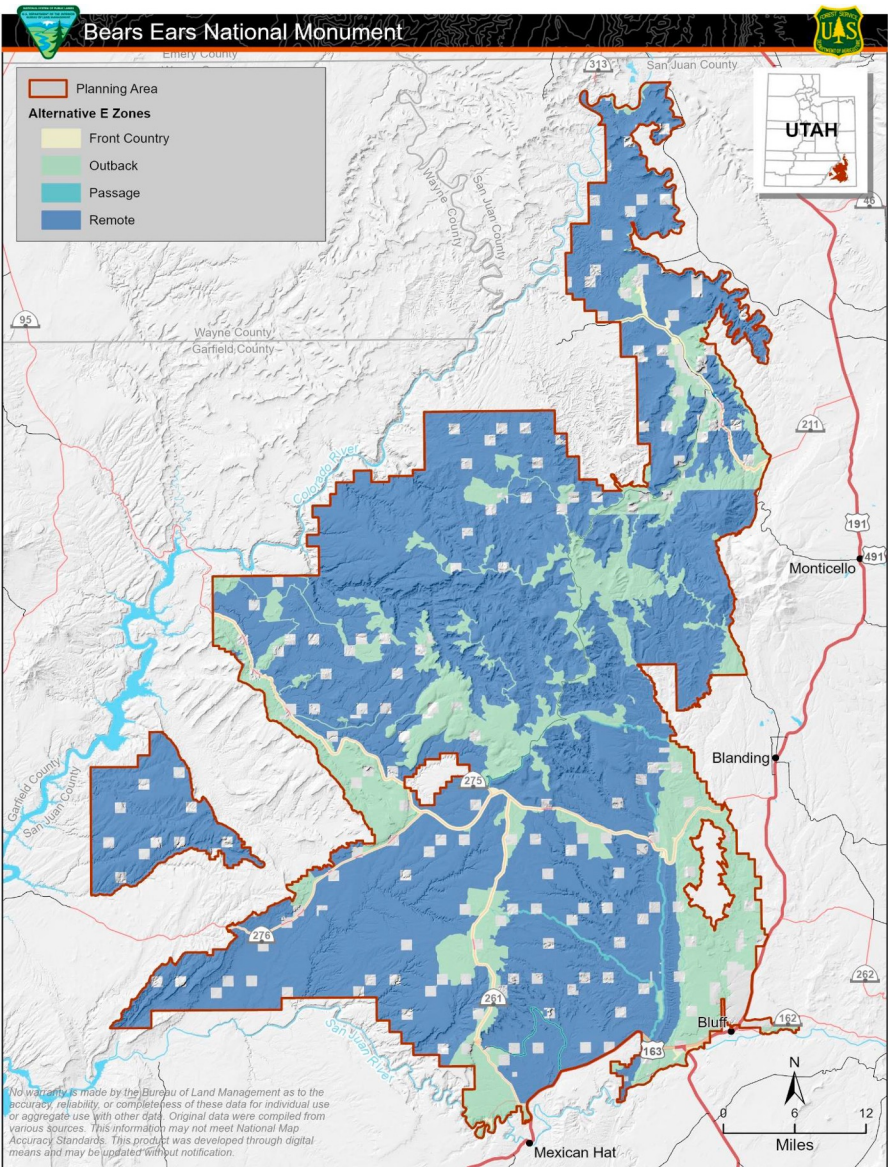 Bears Ears National Monument
FOREST SERVICE
U S
DEPARTMENT OF AGRICULTURE
Emery County
San Juan County
313
Planning Area
Alternative E Zones
Front Country
Outback
Passage
Remote
UTAH
Wayne County
San Juan County
46
95
Wayne County
Garfield County
211
Colorado River
191
491
Monticello
Garfield County
San Juan County
275
Blanding
276
261
262
San Juan River
Bluff
162
163
N
0 6 12
Miles
Mexican Hat
No warranty is made by the Bureau of Land Management as to the
accuracy, reliability, or completeness of these data for individual use
or aggregate use with other data. Original data were compiled from
various sources. This information may not meet National Map
Accuracy Standards. This product was developed through digital
means and may be updated without notification.